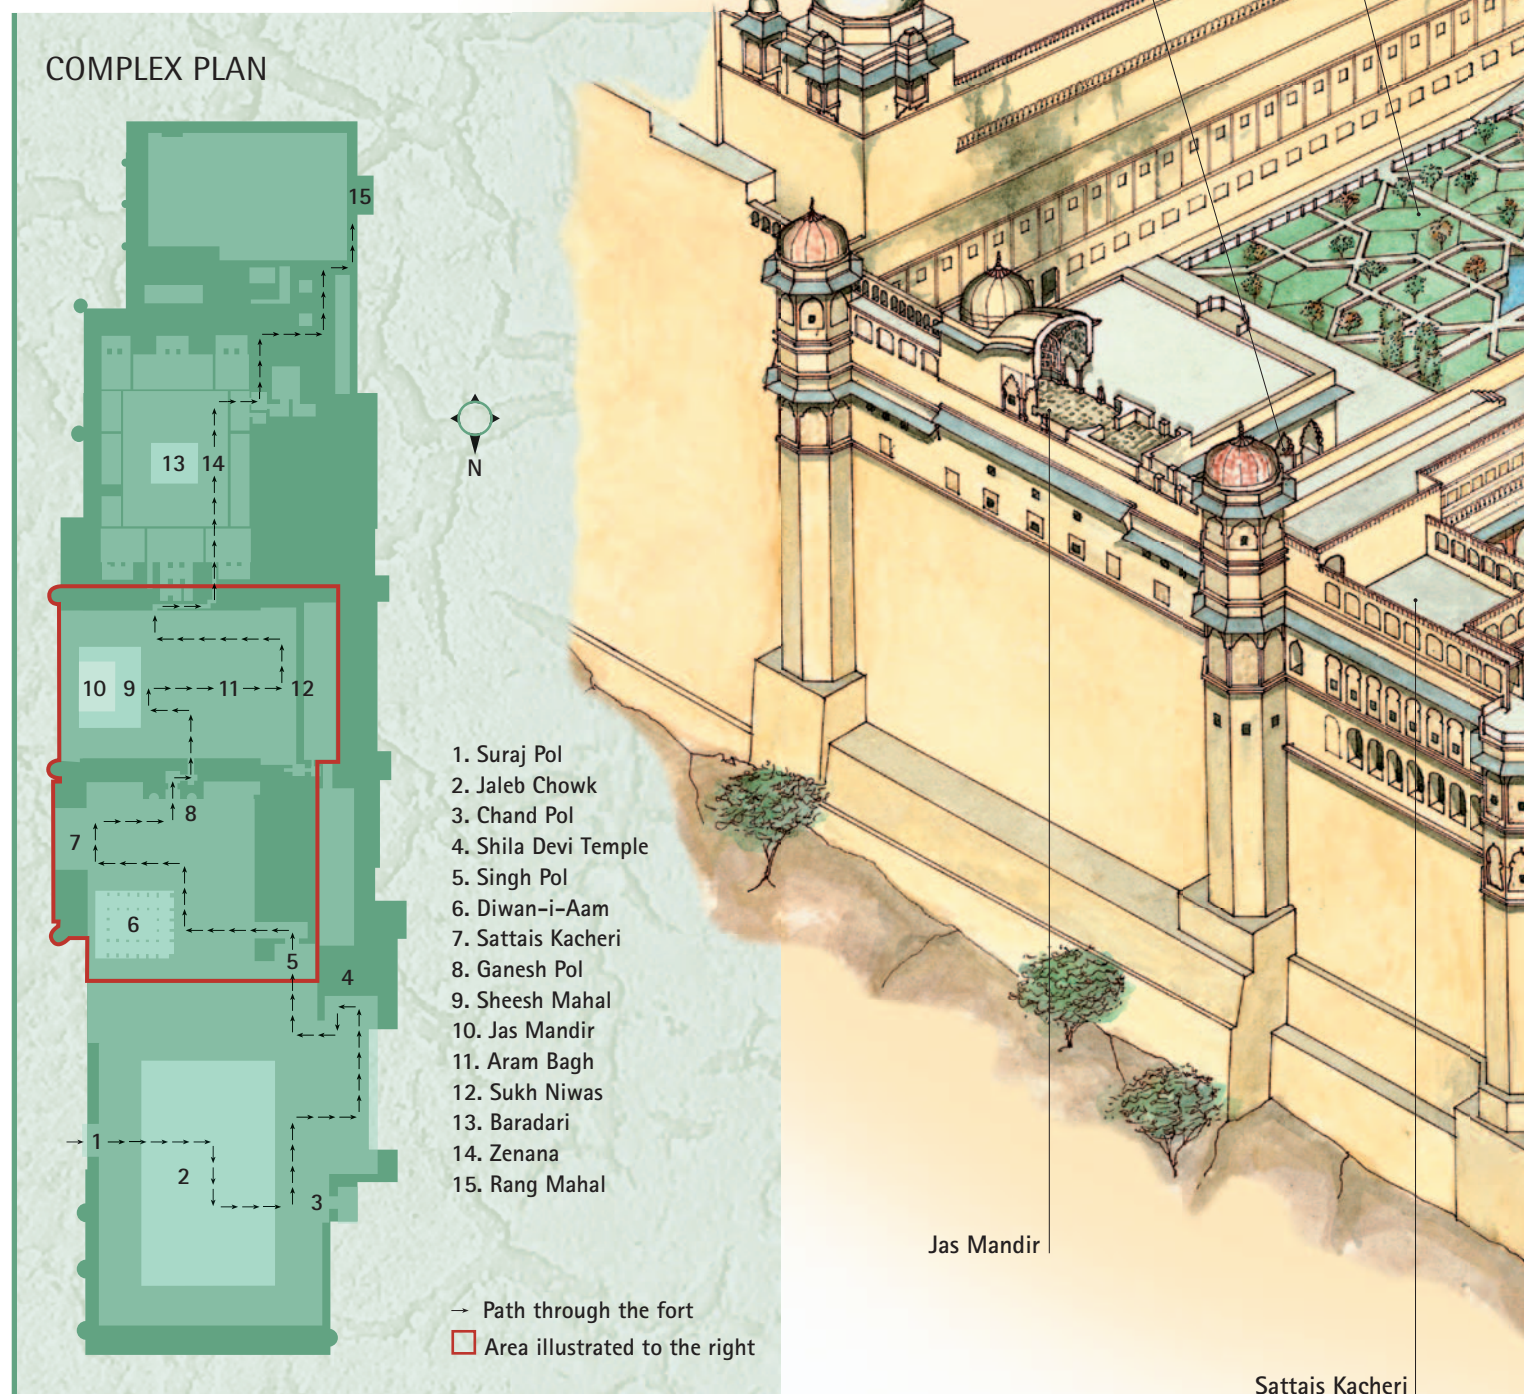 COMPLEX PLAN
15
13
14
N
10
9
11
12
8
7
6
5
4
1
2
3
1. Suraj Pol
2. Jaleb Chowk
3. Chand Pol
4. Shila Devi Temple
5. Singh Pol
6. Diwan-i-Aam
7. Sattais Kacheri
8. Ganesh Pol
9. Sheesh Mahal
10. Jas Mandir
11. Aram Bagh
12. Sukh Niwas
13. Baradari
14. Zenana
15. Rang Mahal
→ Path through the fort
Area illustrated to the right
Jas Mandir
Sattais Kacheri